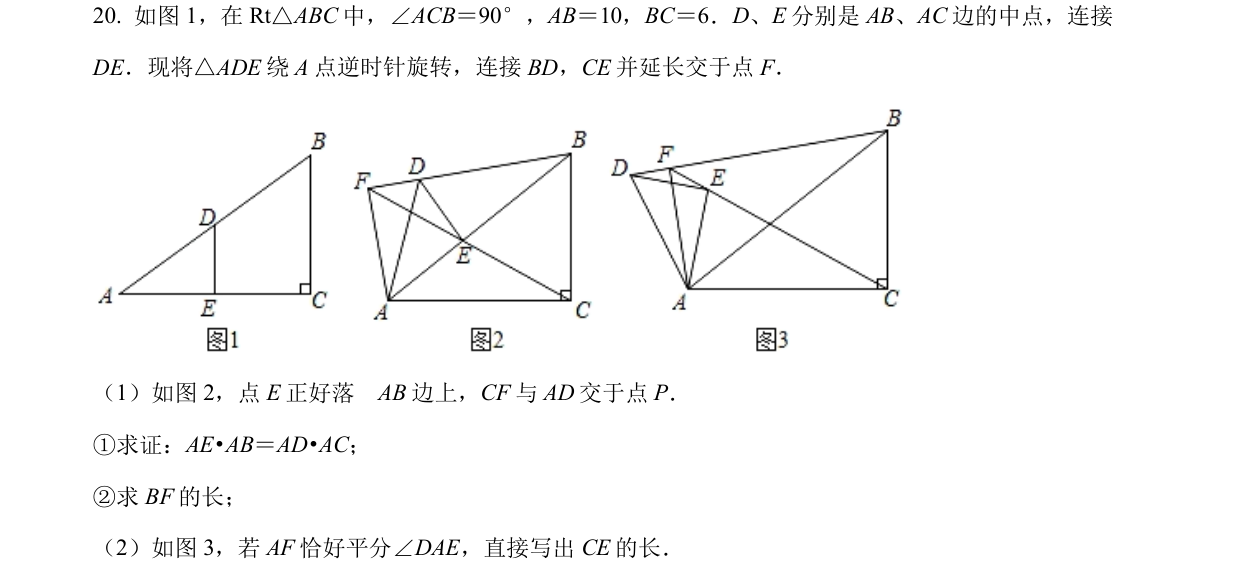 20. 如图 1，在 Rt△ABC 中，∠ACB＝90°，AB＝10，BC＝6．D、E 分别是 AB、AC 边的中点，连接
DE．现将△ADE 绕 A 点逆时针旋转，连接 BD，CE 并延长交于点 F．
B
D
A
E
C
图1
B
D
F
E
A
C
图2
B
F
D
E
A
C
图3
（1）如图 2，点 E 正好落 AB 边上，CF 与 AD 交于点 P．
①求证：AE•AB＝AD•AC；
②求 BF 的长；
（2）如图 3，若 AF 恰好平分∠DAE，直接写出 CE 的长．